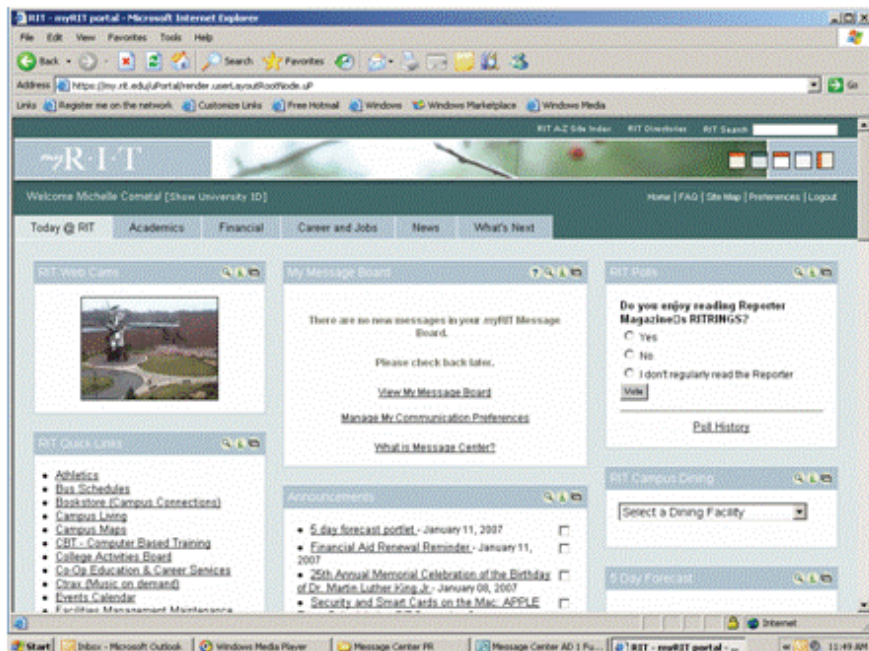 RIT - myRIT portal - Microsoft Internet Explorer
File Edit View Favorites Tools Help
Back Search Favorites
Address https://my.rit.edu/uPortal/render.userLayoutRootNode.uP Go
Links Register me on the network Customize Links Free Hotmail Windows Windows Marketplace Windows Media
RIT A-Z Site Index RIT Directories RIT Search
my R·I·T
Welcome Michelle Cometa! [Show University ID] Home | FAQ | Site Map | Preferences | Logout
Today @ RIT Academics Financial Career and Jobs News What's Next
RIT Web Cams
RIT Quick Links
Athletics
Bus Schedules
Bookstore (Campus Connections)
Campus Living
Campus Maps
CBT - Computer Based Training
College Activities Board
Co-Op Education & Career Services
Ctrax (Music on demand)
Events Calendar
Facilities Management Maintenance
My Message Board
There are no new messages in your myRIT Message
Board.
Please check back later.
View My Message Board
Manage My Communication Preferences
What is Message Center?
Announcements
5 day forecast portlet - January 11, 2007
Financial Aid Renewal Reminder - January 11,
2007
25th Annual Memorial Celebration of the Birthday
of Dr. Martin Luther King Jr - January 08, 2007
Security and Smart Cards on the Mac: APPLE
RIT Polls
Do you enjoy reading Reporter
Magazine□s RITRINGS?
Yes
No
I don't regularly read the Reporter
Vote
Poll History
RIT Campus Dining
Select a Dining Facility
5 Day Forecast
Internet
Start Inbox - Microsoft Outlook Windows Media Player Message Center PR Message Center AD 1 Fu... RIT - myRIT portal - ... 11:49 AM